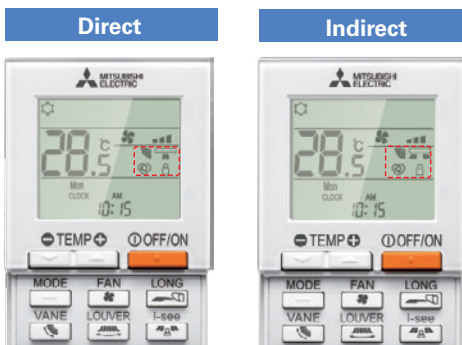 Direct
MITSUBISHI
ELECTRIC
28.5 ℃
Mon
CLOCK AM
10:15
TEMP OFF/ON
MODE FAN LONG
VANE LOUVER i-see
Indirect
MITSUBISHI
ELECTRIC
28.5 ℃
Mon
CLOCK AM
10:15
TEMP OFF/ON
MODE FAN LONG
VANE LOUVER i-see